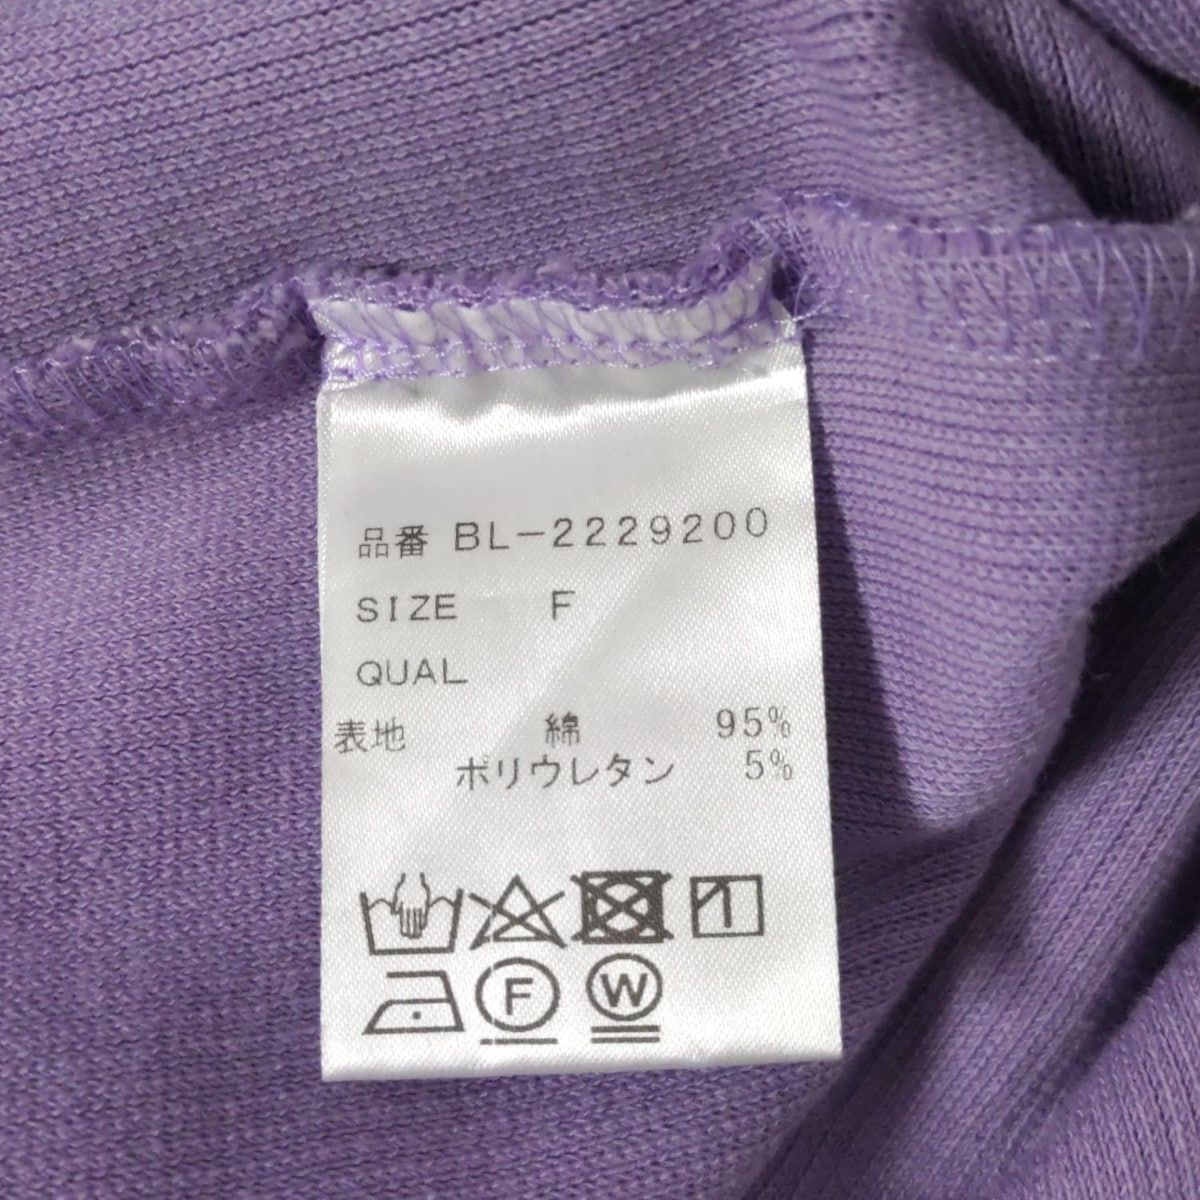 品番 BL-2229200
SIZE F
QUAL
表地 綿 95%
ポリウレタン 5%
F W